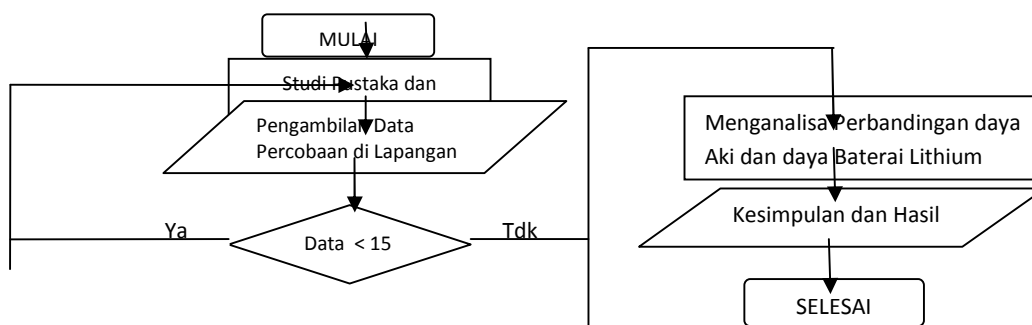 MULAI
Studi Pustaka dan
Pengambilan Data
Percobaan di Lapangan
Ya
Data < 15
Tdk
Menganalisa Perbandingan daya
Aki dan daya Baterai Lithium
Kesimpulan dan Hasil
SELESAI